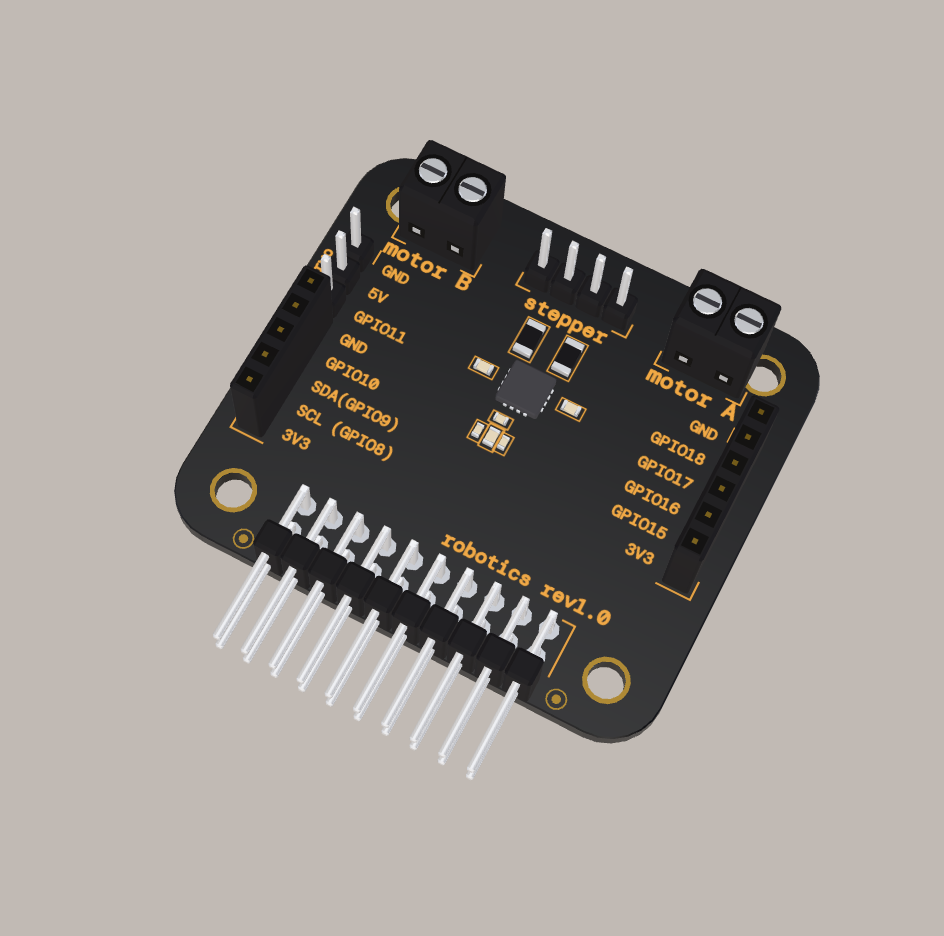 motor B
GND
5V
GPIO11
GND
GPIO10
SDA(GPIO9)
SCL (GPIO8)
3V3
stepper
motor A
GND
GPIO18
GPIO17
GPIO16
GPIO15
3V3
robotics rev1.0